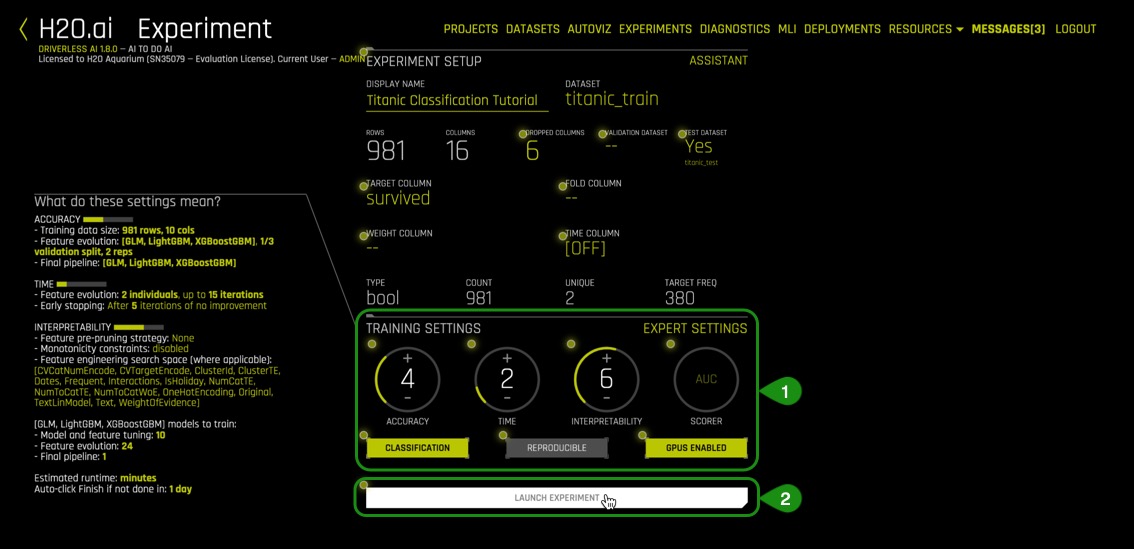 H2O.ai Experiment
PROJECTS DATASETS AUTOVIZ EXPERIMENTS DIAGNOSTICS MLI DEPLOYMENTS RESOURCES MESSAGES[3] LOGOUT
DRIVERLESS AI 1.8.0 – AI TO DO AI
Licensed to H2O Aquarium (SN35079 – Evaluation License). Current User – ADMIN
EXPERIMENT SETUP
ASSISTANT
DISPLAY NAME
Titanic Classification Tutorial
DATASET
titanic_train
ROWS
981
COLUMNS
16
DROPPED COLUMNS
6
VALIDATION DATASET
--
TEST DATASET
Yes
titanic_test
TARGET COLUMN
survived
FOLD COLUMN
--
WEIGHT COLUMN
--
TIME COLUMN
[OFF]
TYPE
bool
COUNT
981
UNIQUE
2
TARGET FREQ
380
What do these settings mean?
ACCURACY
- Training data size: 981 rows, 10 cols
- Feature evolution: [GLM, LightGBM, XGBoostGBM], 1/3
validation split, 2 reps
- Final pipeline: [GLM, LightGBM, XGBoostGBM]
TIME
- Feature evolution: 2 individuals, up to 15 iterations
- Early stopping: After 5 iterations of no improvement
INTERPRETABILITY
- Feature pre-pruning strategy: None
- Monotonicity constraints: disabled
- Feature engineering search space (where applicable):
[CVCatNumEncode, CVTargetEncode, ClusterId, ClusterTE,
Dates, Frequent, Interactions, IsHoliday, NumCatTE,
NumToCatTE, NumToCatWoE, OneHotEncoding, Original,
TextLinModel, Text, WeightOfEvidence]
[GLM, LightGBM, XGBoostGBM] models to train:
- Model and feature tuning: 10
- Feature evolution: 24
- Final pipeline: 1
Estimated runtime: minutes
Auto-click Finish if not done in: 1 day
TRAINING SETTINGS
EXPERT SETTINGS
+
4
-
ACCURACY
+
2
-
TIME
+
6
-
INTERPRETABILITY
AUC
SCORER
CLASSIFICATION
REPRODUCIBLE
GPUS ENABLED
1
LAUNCH EXPERIMENT
2